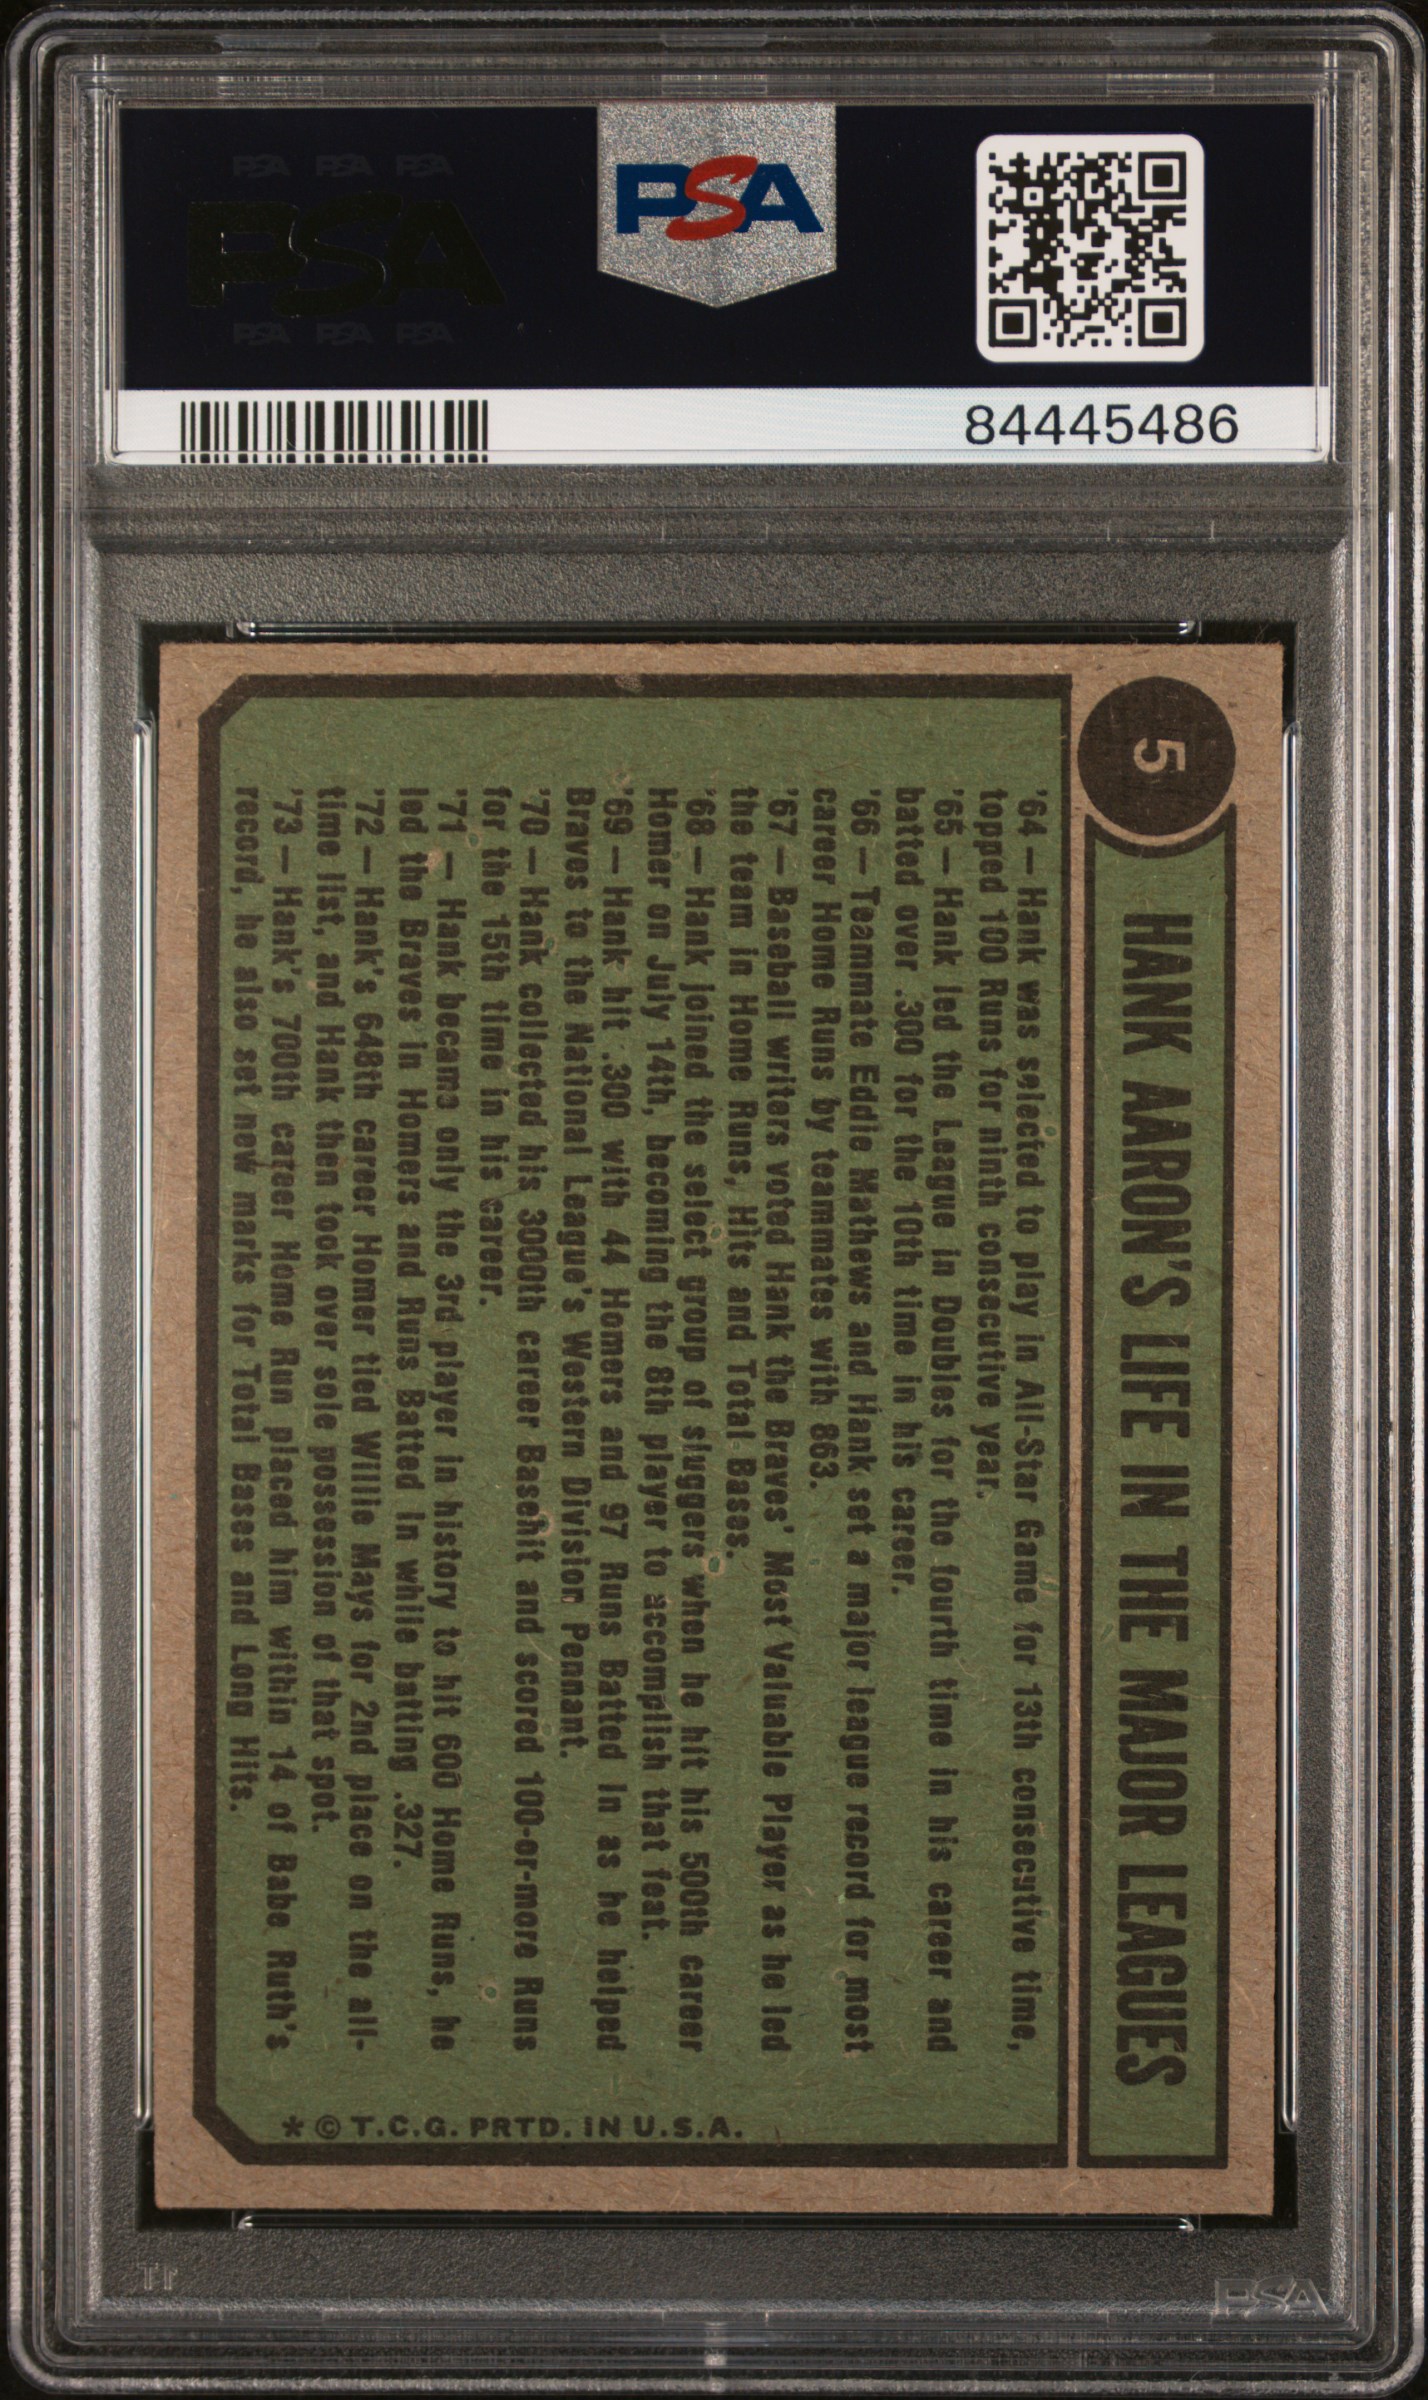 PSA PSA PSA
PSA
PSA PSA PSA
PSA
84445486
5
HANK AARON'S LIFE IN THE MAJOR LEAGUES
'64—Hank was selected to play in All-Star Game for 13th consecutive time,
topped 100 Runs for ninth consecutive year.
'65—Hank led the League in Doubles for the fourth time in his career and
batted over .300 for the 10th time in his career.
'66—Teammate Eddie Mathews and Hank set a major league record for most
career Home Runs by teammates with 863.
'67—Baseball writers voted Hank the Braves' Most Valuable Player as he led
the team in Home Runs, Hits and Total Bases.
'68—Hank joined the select group of sluggers when he hit his 500th career
Homer on July 14th, becoming the 8th player to accomplish that feat.
'69—Hank hit .300 with 44 Homers and 97 Runs Batted In as he helped
Braves to the National League's Western Division Pennant.
'70—Hank collected his 3000th career Basehit and scored 100-or-more Runs
for the 15th time in his career.
'71—Hank became only the 3rd player in history to hit 600 Home Runs, he
led the Braves in Homers and Runs Batted In while batting .327.
'72—Hank's 648th career Homer tied Willie Mays for 2nd place on the all-
time list, and Hank then took over sole possession of that spot.
'73—Hank's 700th career Home Run placed him within 14 of Babe Ruth's
record, he also set new marks for Total Bases and Long Hits.
* © T.C.G. PRTD. IN U.S.A.
PSA